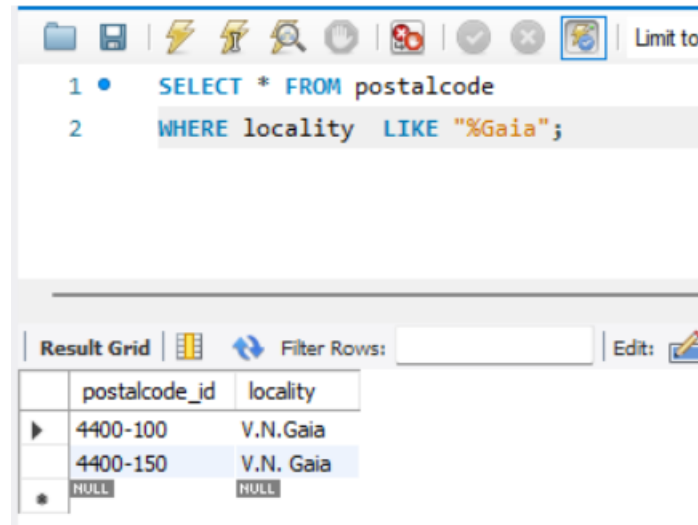 Limit to
1 SELECT * FROM postalcode
2 WHERE locality LIKE "%Gaia";
Result Grid Filter Rows: Edit:
postalcode_id locality
4400-100 V.N.Gaia
4400-150 V.N. Gaia
NULL NULL